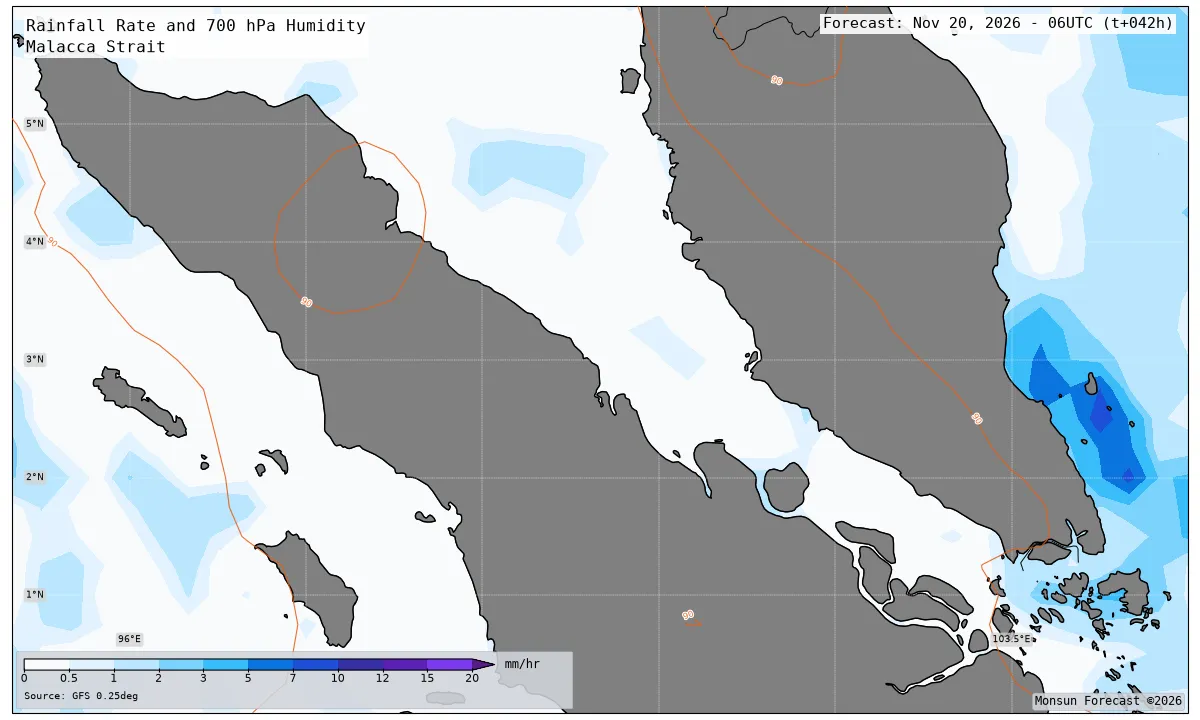 Rainfall Rate and 700 hPa Humidity
Malacca Strait
Forecast: Nov 20, 2026 - 06UTC (t+042h)
90
5°N
4°N
90
90
3°N
90
2°N
1°N
90
96°E
103.5°E
mm/hr
0 0.5 1 2 3 5 7 10 12 15 20
Source: GFS 0.25deg
Monsun Forecast ©2026